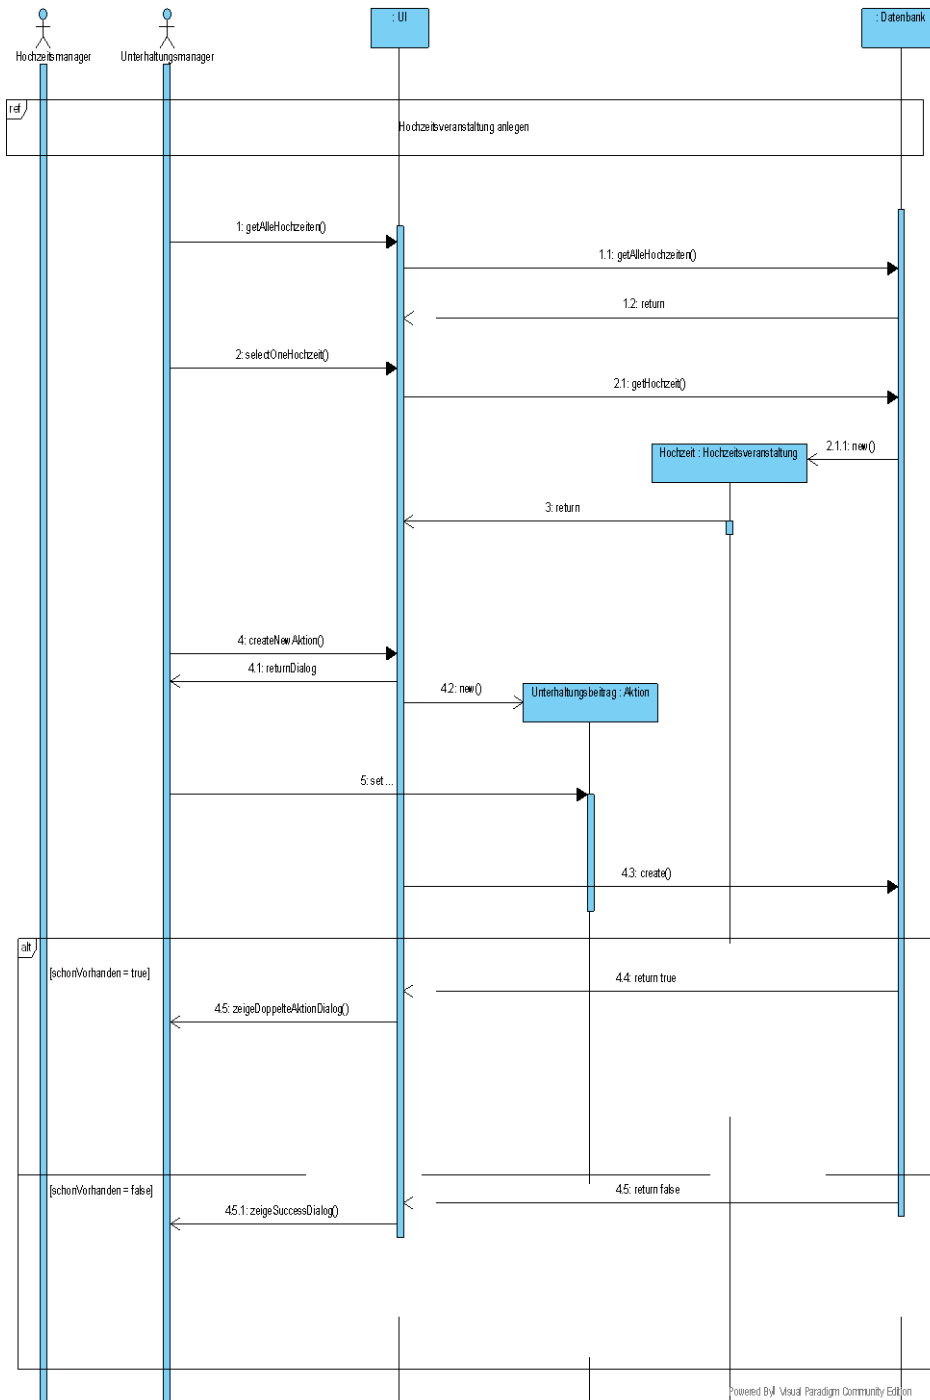 : UI
: Datenbank
Hochzeitsmanager
Unterhaltungsmanager
ref
Hochzeitsveranstaltung anlegen
1: getAlleHochzeiten()
1.1: getAlleHochzeiten()
1.2: return
2: selectOneHochzeit()
2.1: getHochzeit()
2.1.1: new()
Hochzeit : Hochzeitsveranstaltung
3: return
4: createNewAktion()
4.1: returnDialog
4.2: new()
Unterhaltungsbeitrag : Aktion
5: set ...
4.3: create()
alt
[schonVorhanden = true]
4.4: return true
4.5: zeigeDoppelteAktionDialog()
[schonVorhanden = false]
4.5: return false
4.5.1: zeigeSuccessDialog()
Powered By Visual Paradigm Community Edition